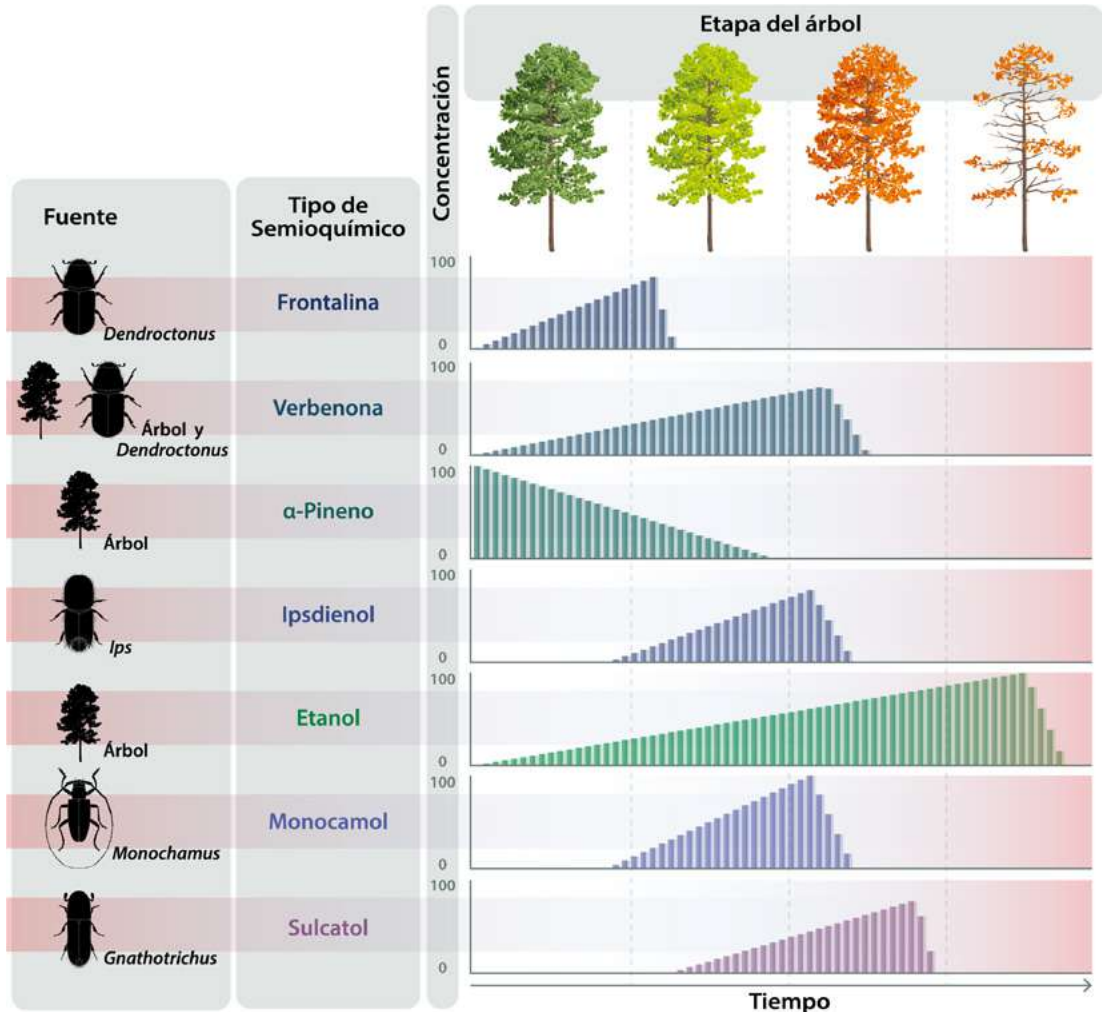 Etapa del árbol
Concentración
Fuente
Tipo de
Semioquímico
100
Frontalina
Dendroctonus
0
100
Verbenona
Árbol y
Dendroctonus
0
100
α-Pineno
Árbol
0
100
Ipsdienol
Ips
0
100
Etanol
Árbol
0
100
Monocamol
Monochamus
0
100
Sulcatol
Gnathotrichus
0
Tiempo